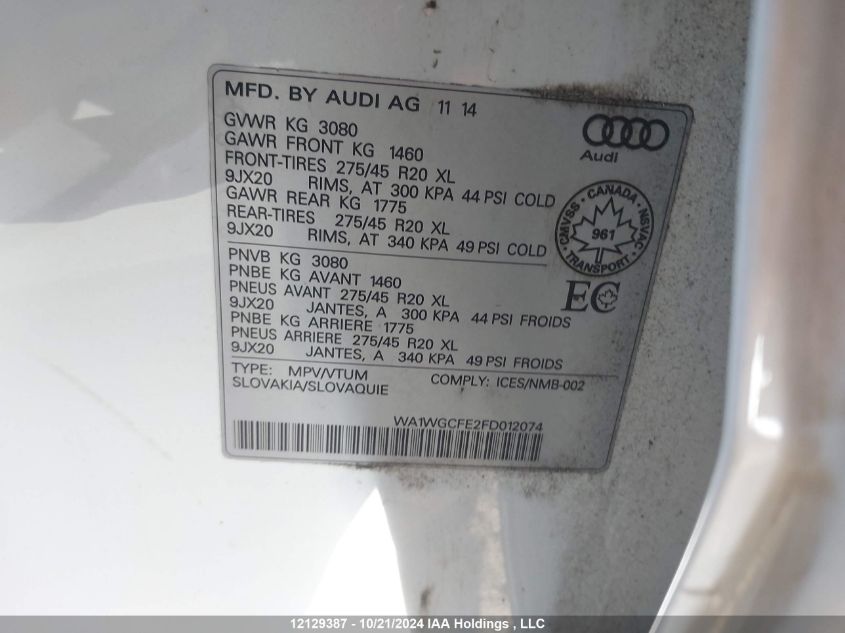 MFD. BY AUDI AG 11 14
Audi
GVWR KG 3080
GAWR FRONT KG 1460
FRONT-TIRES 275/45 R20 XL
9JX20 RIMS, AT 300 KPA 44 PSI COLD
GAWR REAR KG 1775
REAR-TIRES 275/45 R20 XL
9JX20 RIMS, AT 340 KPA 49 PSI COLD
CMVSS - CANADA - NSVAC
961
TRANSPORT
PNVB KG 3080
PNBE KG AVANT 1460
PNEUS AVANT 275/45 R20 XL
9JX20 JANTES, A 300 KPA 44 PSI FROIDS
PNBE KG ARRIERE 1775
PNEUS ARRIERE 275/45 R20 XL
9JX20 JANTES, A 340 KPA 49 PSI FROIDS
EC
TYPE: MPV/VTUM COMPLY: ICES/NMB-002
SLOVAKIA/SLOVAQUIE
WA1WGCFE2FD012074
12129387 - 10/21/2024 IAA Holdings , LLC